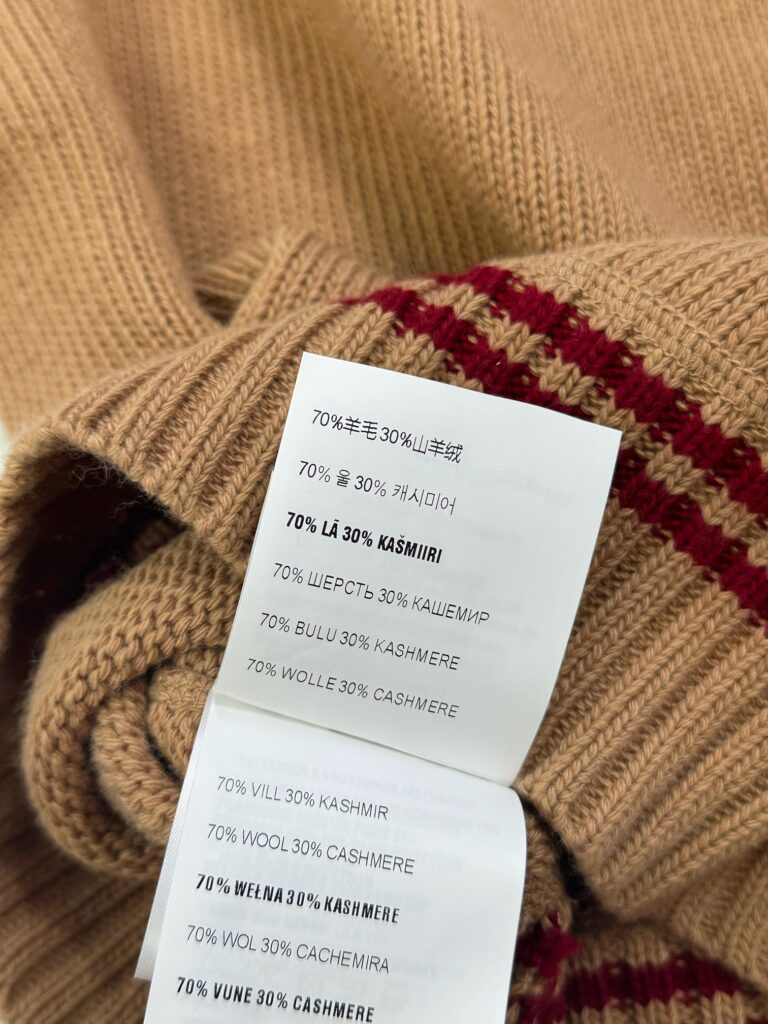 70%羊毛 30%山羊绒
70% 울 30% 캐시미어
70% LÃ 30% KAŠMIIRI
70% ШЕРСТЬ 30% КАШЕМИР
70% BULU 30% KASHMERE
70% WOLLE 30% CASHMERE
70% VILL 30% KASHMIR
70% WOOL 30% CASHMERE
70% WEŁNA 30% KASHMERE
70% WOL 30% CACHEMIRA
70% VUNE 30% CASHMERE